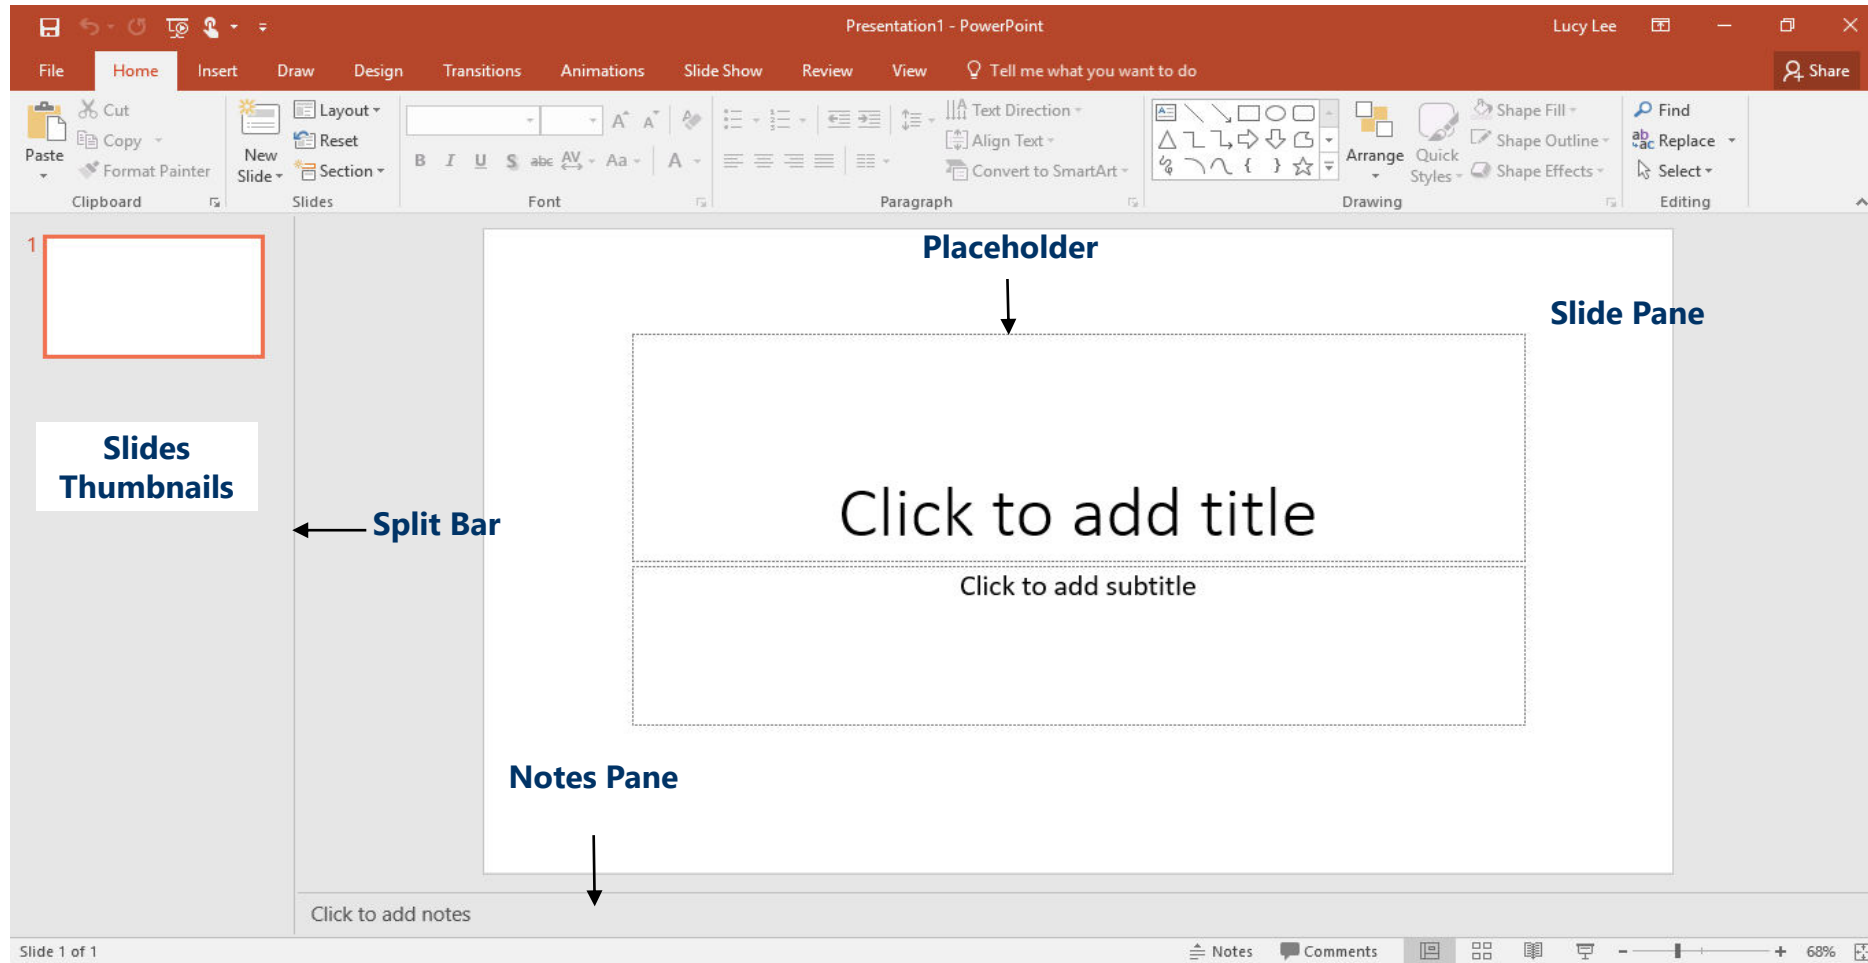 Presentation1 - PowerPoint
Lucy Lee
File Home Insert Draw Design Transitions Animations Slide Show Review View Tell me what you want to do Share
Paste
Cut
Copy
Format Painter
Clipboard
New
Slide
Layout
Reset
Section
Slides
A A A
B I U S abc AV Aa A
Font
Text Direction
Align Text
Convert to SmartArt
Paragraph
Arrange
Quick
Styles
Shape Fill
Shape Outline
Shape Effects
Drawing
Find
Replace
Select
Editing
1
Placeholder
Slide Pane
Slides
Thumbnails
Split Bar
Click to add title
Click to add subtitle
Notes Pane
Click to add notes
Slide 1 of 1
Notes Comments 68%